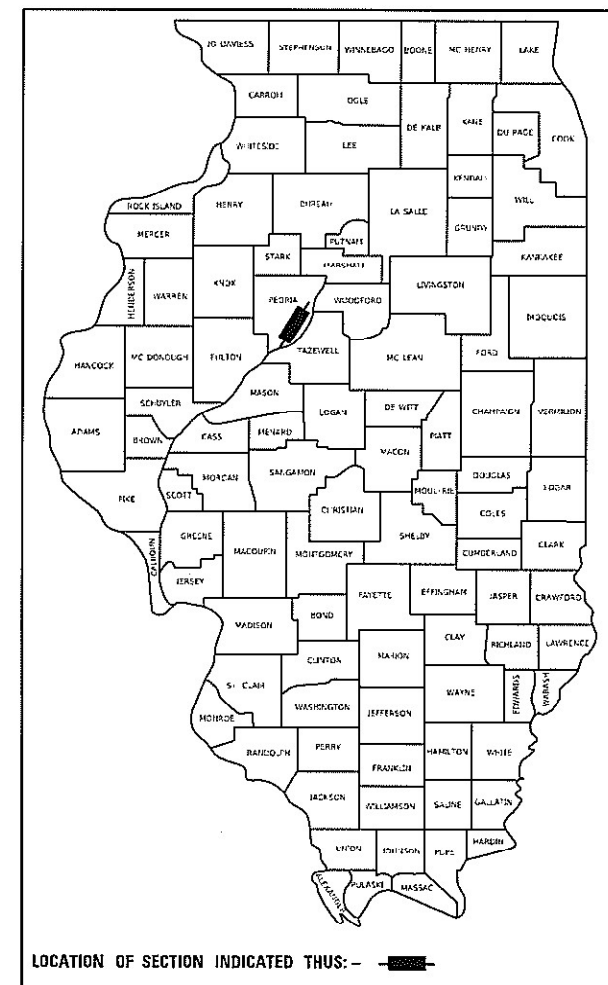 JO DAVIESS STEPHENSON WINNEBAGO BOONE MC HENRY LAKE
CARROLL OGLE DE KALB KANE DU PAGE COOK
WHITESIDE LEE
KENDALL WILL
ROCK ISLAND HENRY BUREAU LA SALLE GRUNDY
MERCER PUTNAM
STARK MARSHALL KANKAKEE
HENDERSON WARREN KNOX PEORIA WOODFORD LIVINGSTON IROQUOIS
HANCOCK MC DONOUGH FULTON TAZEWELL MC LEAN FORD
SCHUYLER MASON
ADAMS BROWN CASS MENARD LOGAN DE WITT CHAMPAIGN VERMILION
PIATT
MACON
PIKE SCOTT MORGAN SANGAMON DOUGLAS EDGAR
MOULTRIE
CHRISTIAN COLES
CALHOUN GREENE MACOUPIN MONTGOMERY SHELBY CUMBERLAND CLARK
JERSEY
FAYETTE EFFINGHAM JASPER CRAWFORD
MADISON BOND
CLAY RICHLAND LAWRENCE
CLINTON MARION
ST CLAIR WAYNE EDWARDS WABASH
WASHINGTON JEFFERSON
MONROE
RANDOLPH PERRY HAMILTON WHITE
FRANKLIN
JACKSON WILLIAMSON SALINE GALLATIN
UNION JOHNSON POPE HARDIN
ALEXANDER PULASKI MASSAC
LOCATION OF SECTION INDICATED THUS: -